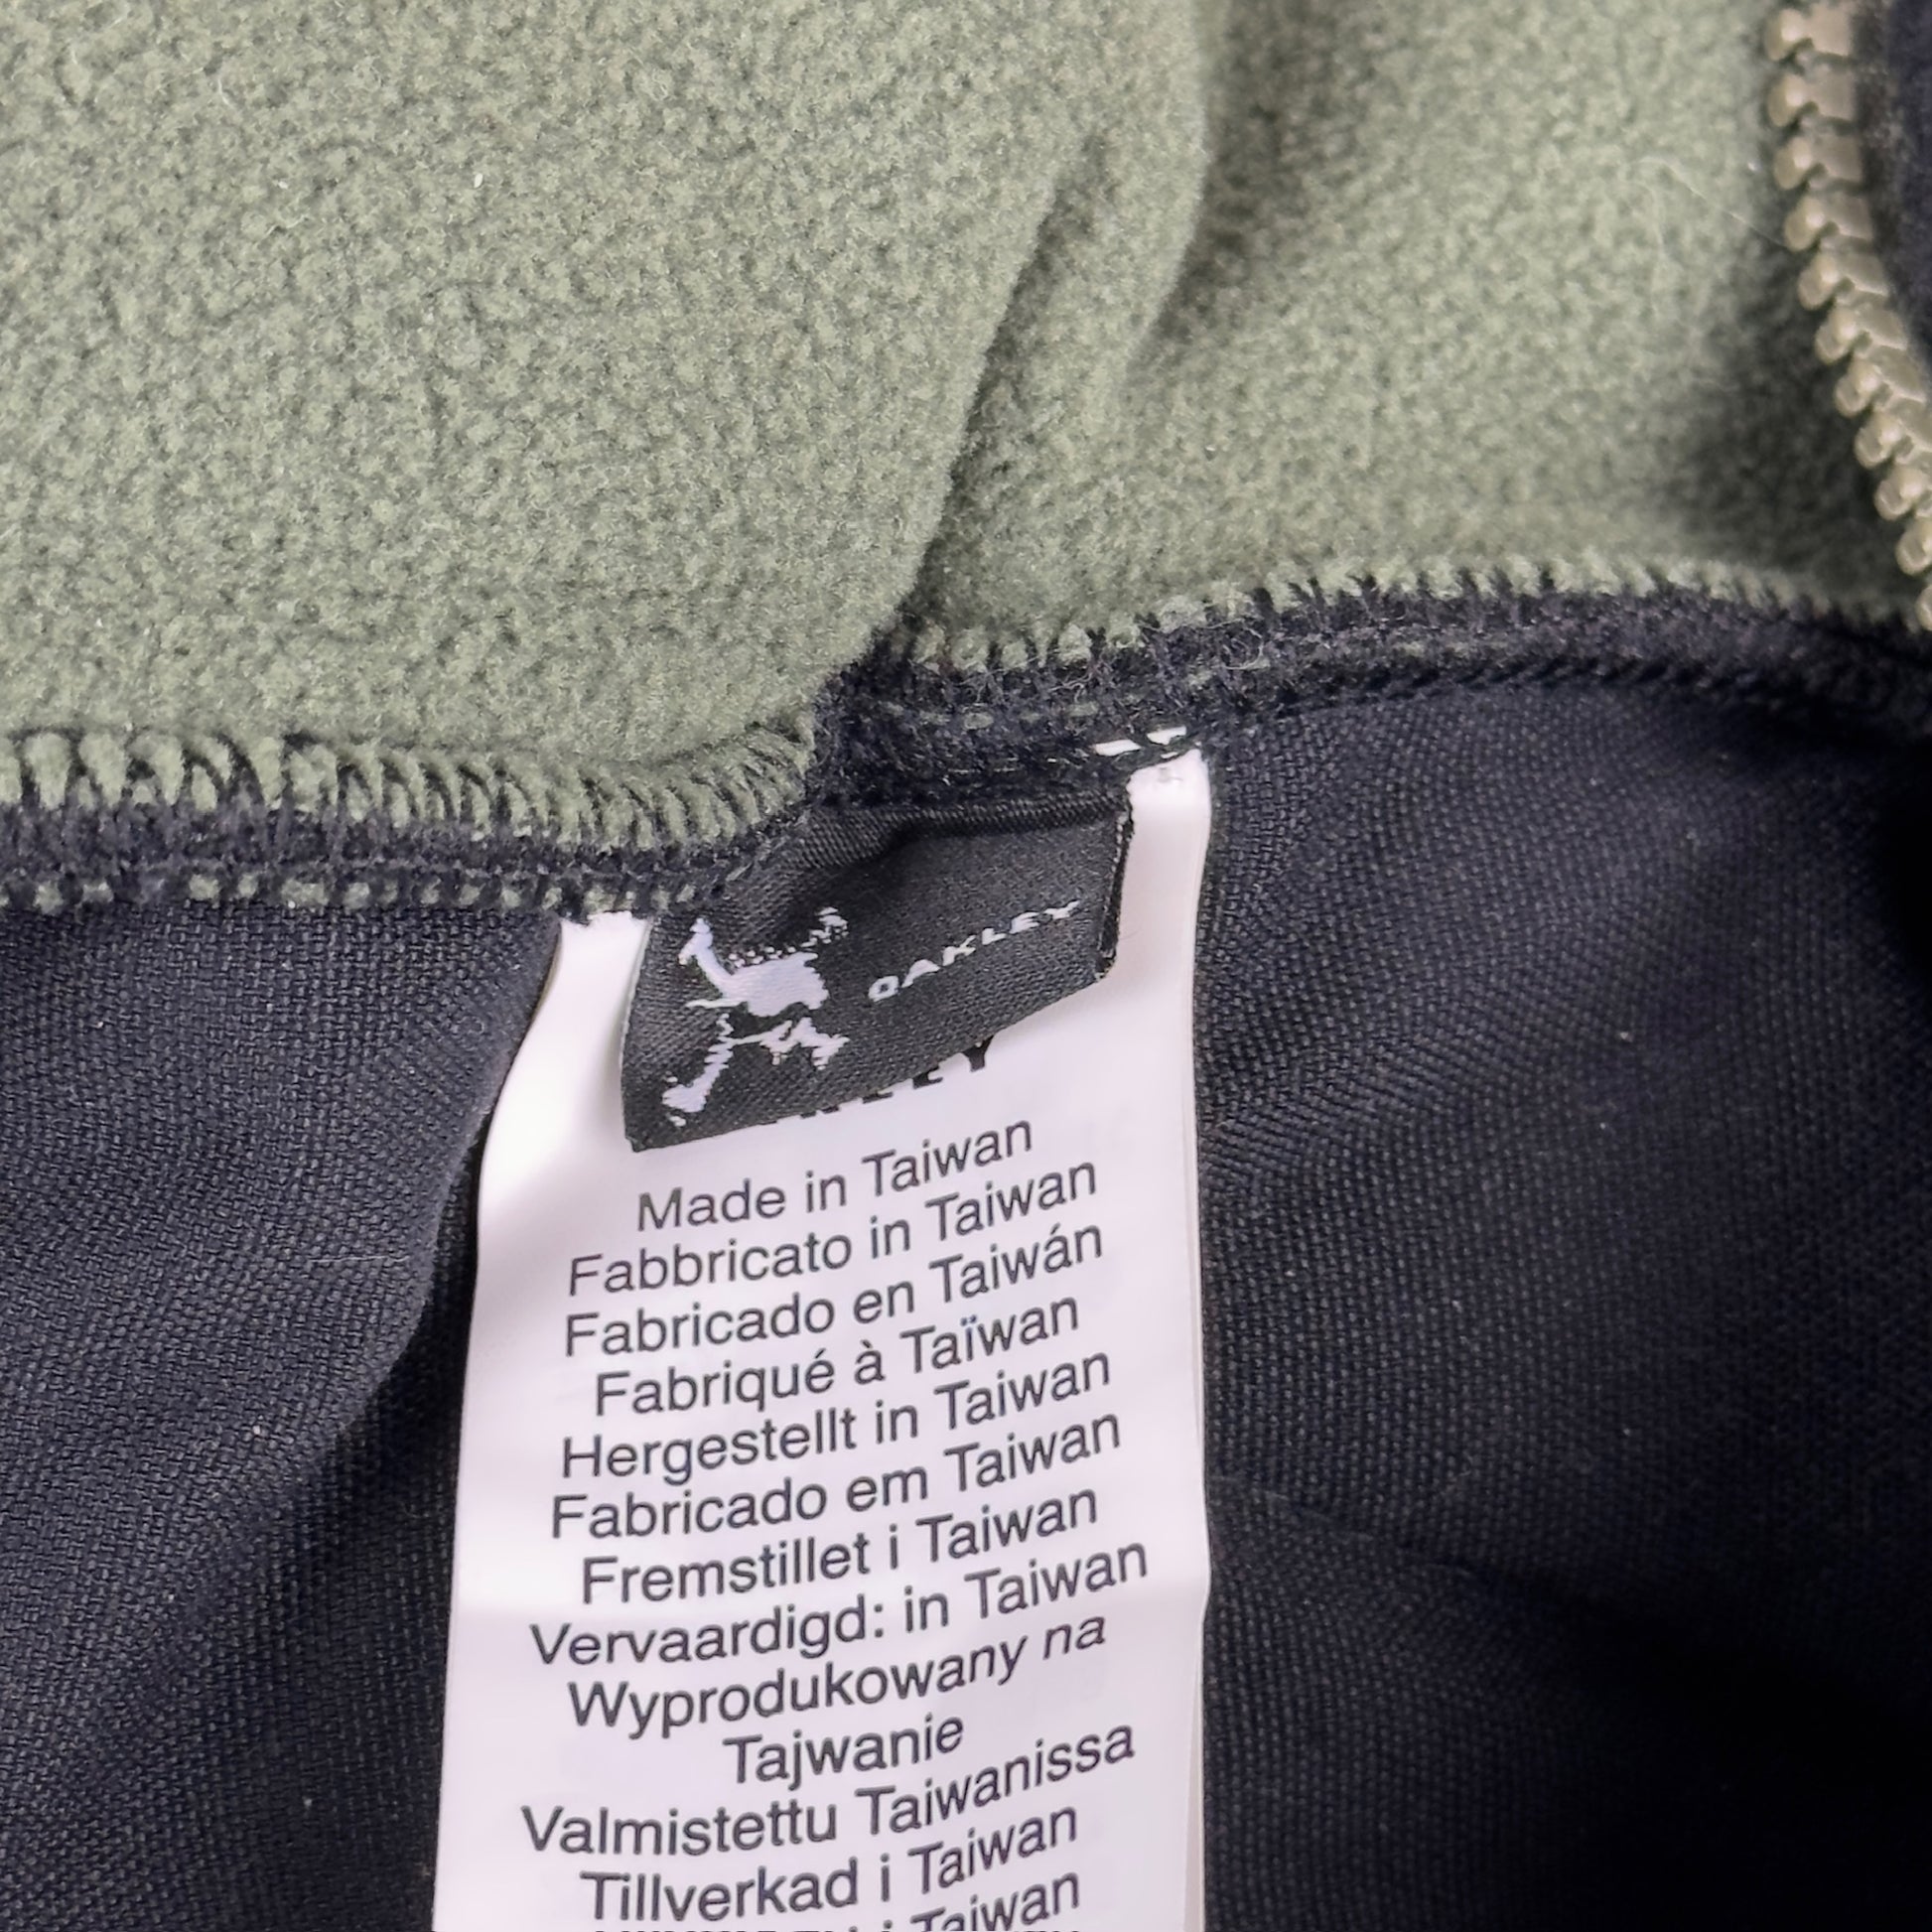 OAKLEY
Made in Taiwan
Fabbricato in Taiwan
Fabricado en Taiwán
Fabriqué à Taïwan
Hergestellt in Taiwan
Fabricado em Taiwan
Fremstillet i Taiwan
Vervaardigd: in Taiwan
Wyprodukowany na
Tajwanie
Valmistettu Taiwanissa
Tillverkad i Taiwan
i Taiwan